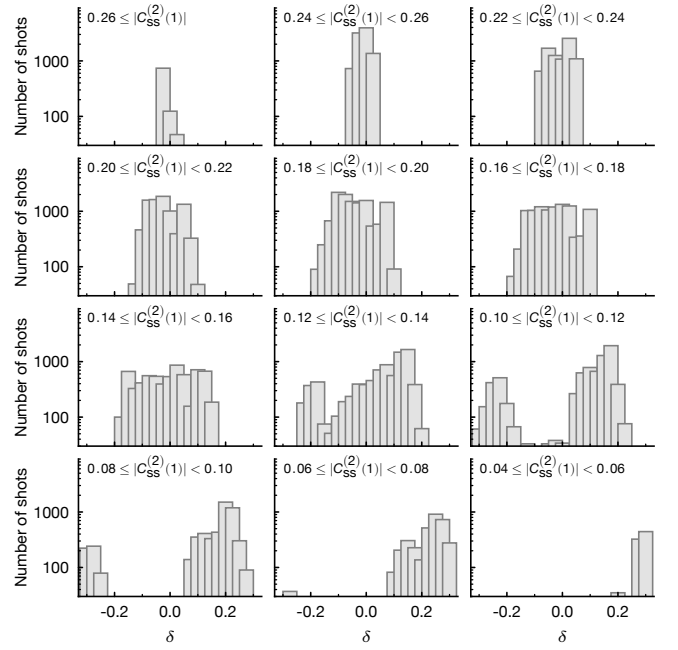 0.26 ≤ |C_SS^(2)(1)|
0.24 ≤ |C_SS^(2)(1)| < 0.26
0.22 ≤ |C_SS^(2)(1)| < 0.24
Number of shots
1000
100
0.20 ≤ |C_SS^(2)(1)| < 0.22
0.18 ≤ |C_SS^(2)(1)| < 0.20
0.16 ≤ |C_SS^(2)(1)| < 0.18
Number of shots
1000
100
0.14 ≤ |C_SS^(2)(1)| < 0.16
0.12 ≤ |C_SS^(2)(1)| < 0.14
0.10 ≤ |C_SS^(2)(1)| < 0.12
Number of shots
1000
100
0.08 ≤ |C_SS^(2)(1)| < 0.10
0.06 ≤ |C_SS^(2)(1)| < 0.08
0.04 ≤ |C_SS^(2)(1)| < 0.06
Number of shots
1000
100
-0.2 0.0 0.2
-0.2 0.0 0.2
-0.2 0.0 0.2
δ
δ
δ